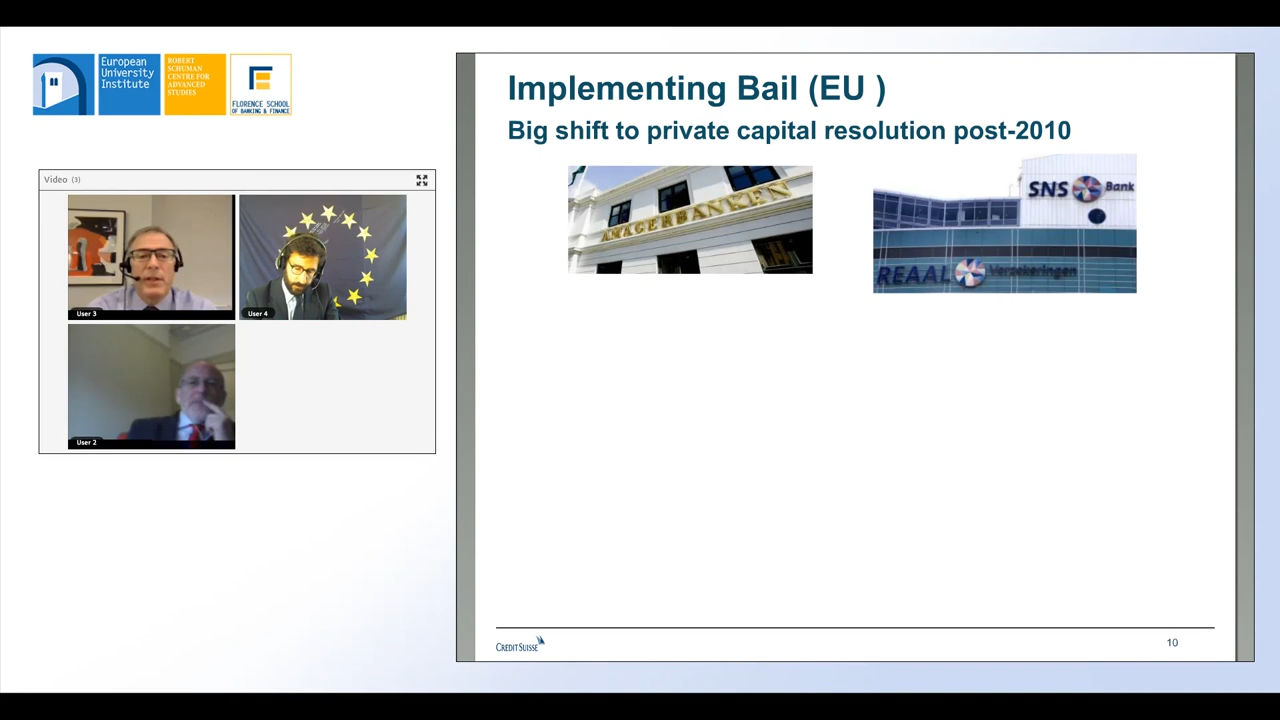 European
University
Institute
ROBERT
SCHUMAN
CENTRE FOR
ADVANCED
STUDIES
FLORENCE SCHOOL
OF BANKING & FINANCE
Video (3)
User 3
User 4
User 2
Implementing Bail (EU )
Big shift to private capital resolution post-2010
AMAGERBANKEN
SNS Bank
REAAL Verzekeringen
CREDIT SUISSE
10